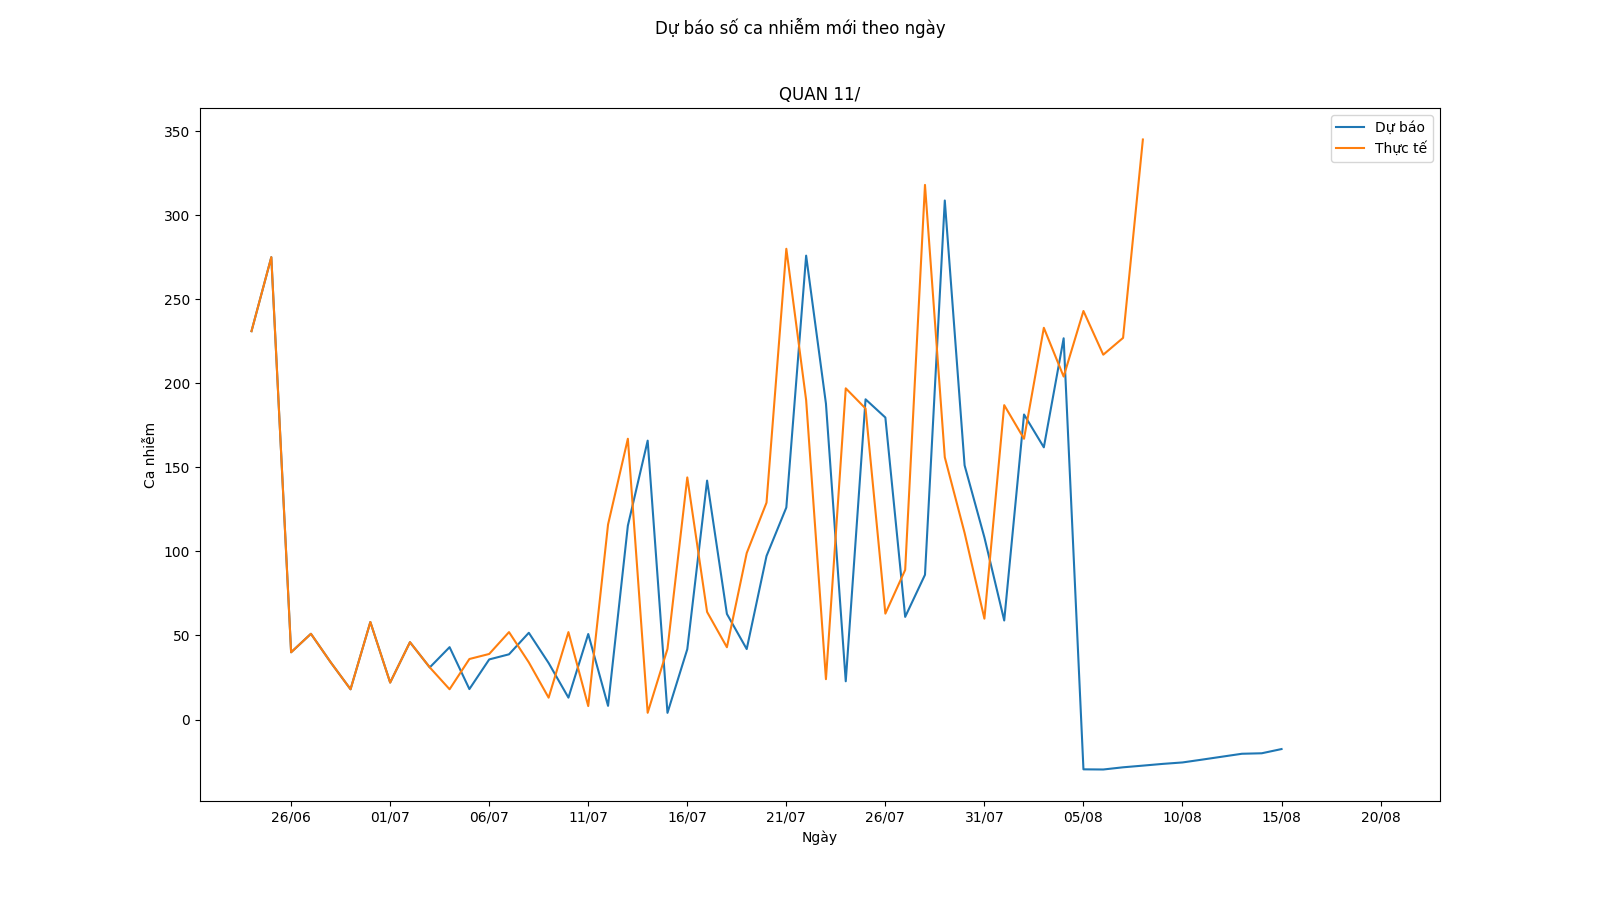 Dự báo số ca nhiễm mới theo ngày
QUAN 11/
Dự báo
Thực tế
350
300
250
200
150
100
50
0
Ca nhiễm
26/06 01/07 06/07 11/07 16/07 21/07 26/07 31/07 05/08 10/08 15/08 20/08
Ngày